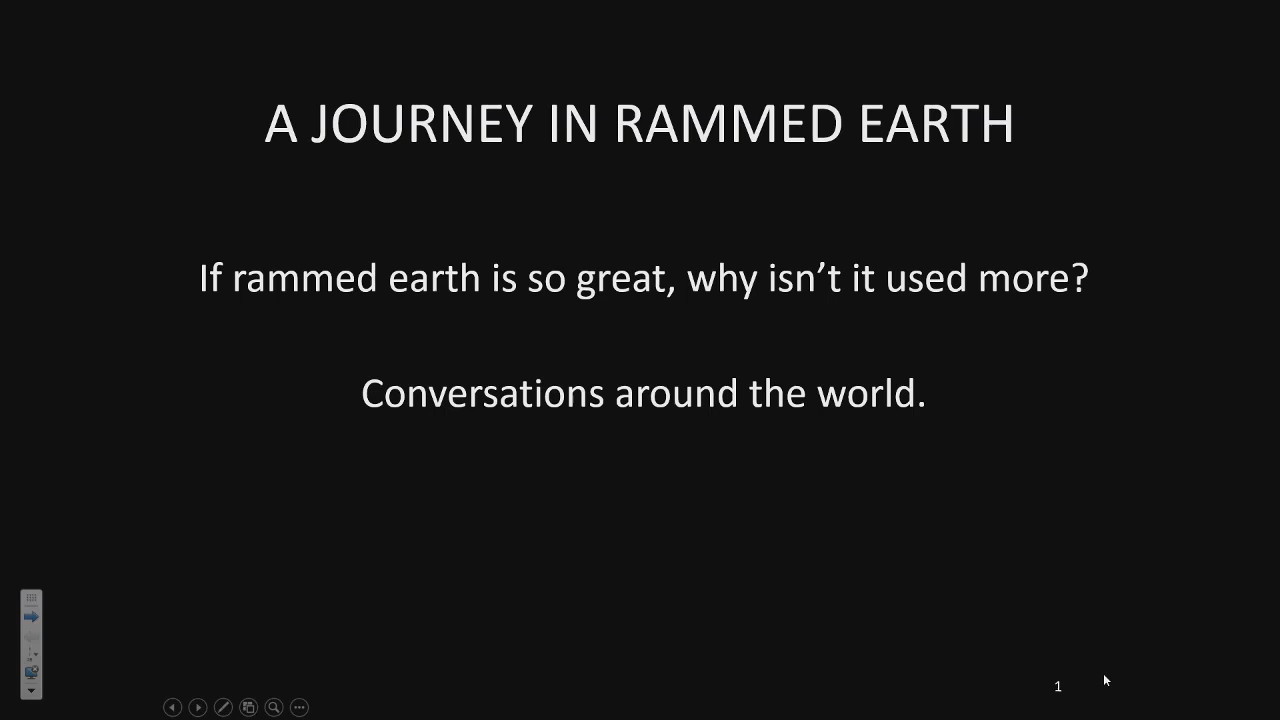 A JOURNEY IN RAMMED EARTH
If rammed earth is so great, why isn’t it used more?
Conversations around the world.
1